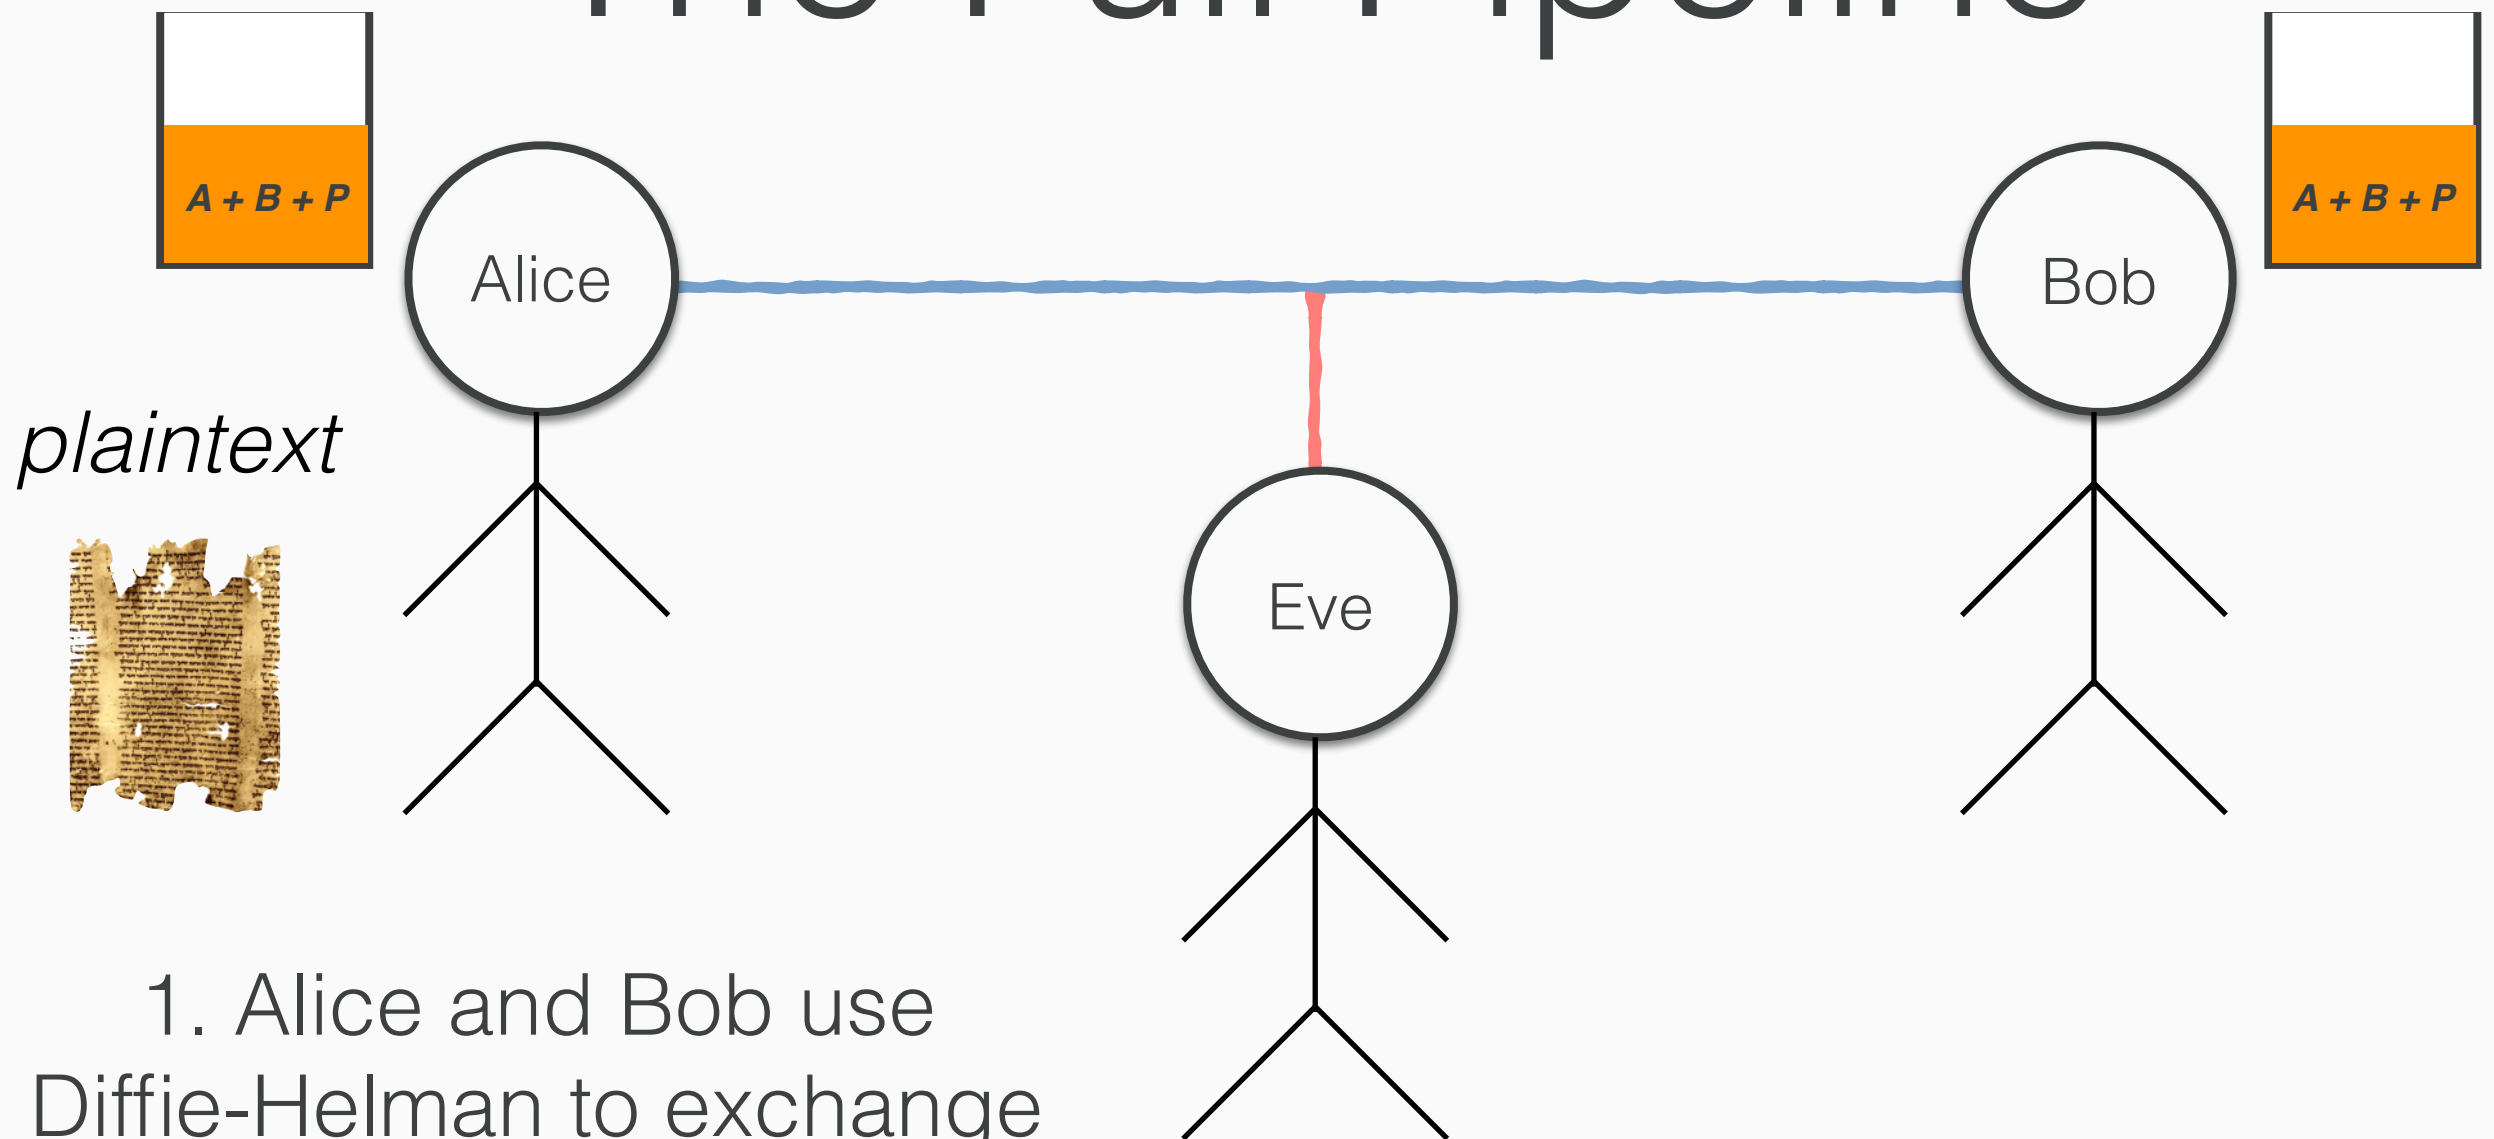 A + B + P
A + B + P
Alice
Bob
plaintext
Eve
1. Alice and Bob use
Diffie-Helman to exchange